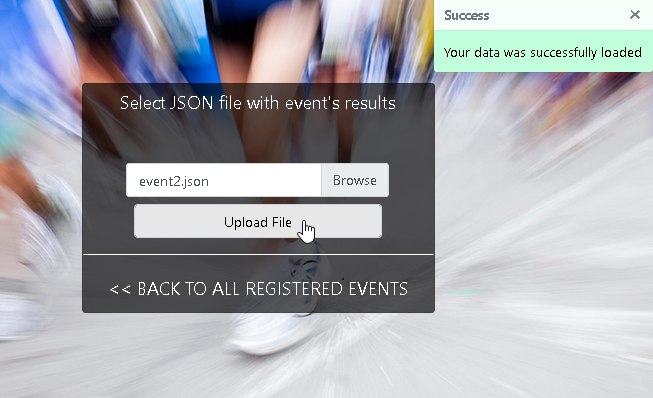 Success ×
Your data was successfully loaded
Select JSON file with event's results
event2.json Browse
Upload File
<< BACK TO ALL REGISTERED EVENTS